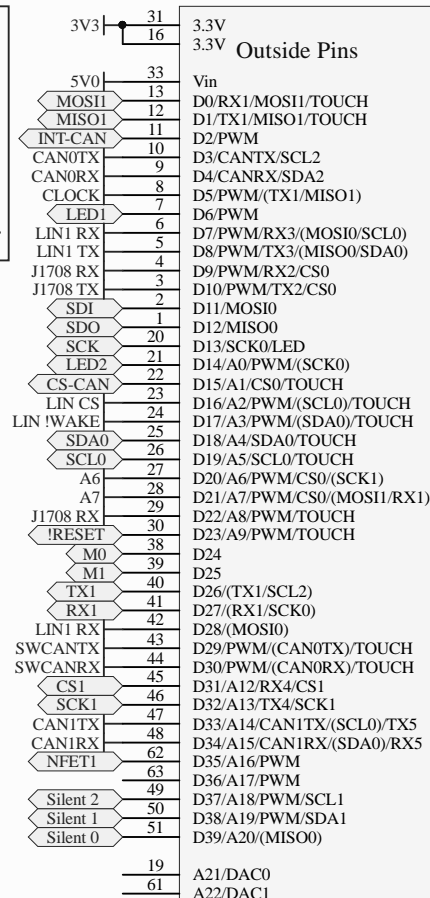 3V3 31 3.3V
16 3.3V
Outside Pins
5V0 33 Vin
MOSI1 13 D0/RX1/MOSI1/TOUCH
MISO1 12 D1/TX1/MISO1/TOUCH
INT-CAN 11 D2/PWM
CAN0TX 10 D3/CANTX/SCL2
CAN0RX 9 D4/CANRX/SDA2
CLOCK 8 D5/PWM/(TX1/MISO1)
LED1 7 D6/PWM
LIN1 RX 6 D7/PWM/RX3/(MOSI0/SCL0)
LIN1 TX 5 D8/PWM/TX3/(MISO0/SDA0)
J1708 RX 4 D9/PWM/RX2/CS0
J1708 TX 3 D10/PWM/TX2/CS0
SDI 2 D11/MOSI0
SDO 1 D12/MISO0
SCK 20 D13/SCK0/LED
LED2 21 D14/A0/PWM/(SCK0)
CS-CAN 22 D15/A1/CS0/TOUCH
LIN CS 23 D16/A2/PWM/(SCL0)/TOUCH
LIN !WAKE 24 D17/A3/PWM/(SDA0)/TOUCH
SDA0 25 D18/A4/SDA0/TOUCH
SCL0 26 D19/A5/SCL0/TOUCH
A6 27 D20/A6/PWM/CS0/(SCK1)
A7 28 D21/A7/PWM/CS0/(MOSI1/RX1)
J1708 RX 29 D22/A8/PWM/TOUCH
!RESET 30 D23/A9/PWM/TOUCH
M0 38 D24
M1 39 D25
TX1 40 D26/(TX1/SCL2)
RX1 41 D27/(RX1/SCK0)
LIN1 RX 42 D28/(MOSI0)
SWCANTX 43 D29/PWM/(CAN0TX)/TOUCH
SWCANRX 44 D30/PWM/(CAN0RX)/TOUCH
CS1 45 D31/A12/RX4/CS1
SCK1 46 D32/A13/TX4/SCK1
CAN1TX 47 D33/A14/CAN1TX/(SCL0)/TX5
CAN1RX 48 D34/A15/CAN1RX/(SDA0)/RX5
NFET1 62 D35/A16/PWM
63 D36/A17/PWM
Silent 2 49 D37/A18/PWM/SCL1
Silent 1 50 D38/A19/PWM/SDA1
Silent 0 51 D39/A20/(MISO0)
19 A21/DAC0
61 A22/DAC1